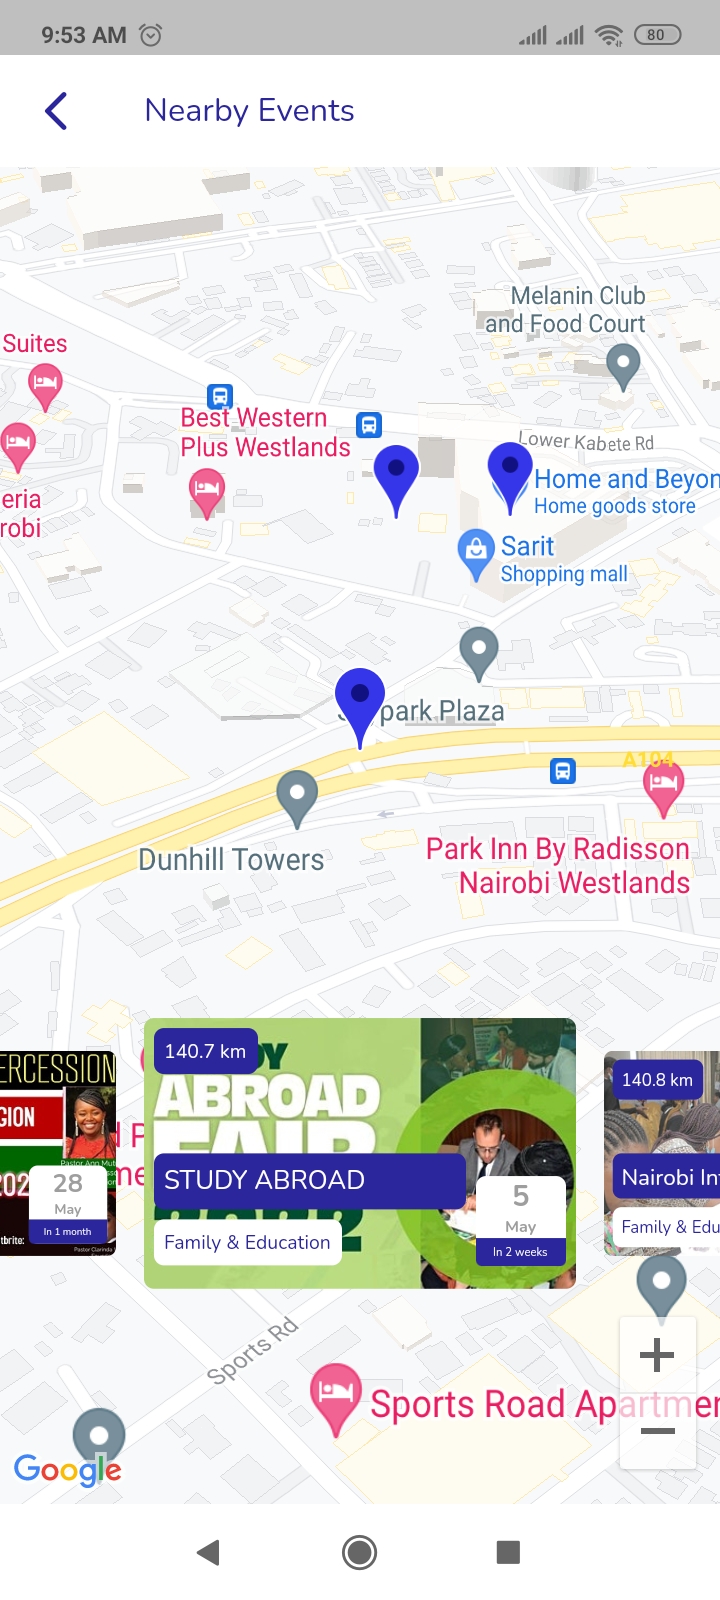 9:53 AM
80
Nearby Events
Melanin Club
and Food Court
Suites
Best Western
Plus Westlands
Lower Kabete Rd
Home and Beyon
Home goods store
eria
robi
Sarit
Shopping mall
park Plaza
A104
Dunhill Towers
Park Inn By Radisson
Nairobi Westlands
ERCESSION
GION
202
28
May
In 1 month
140.7 km
DY
ABROAD
FAIR
STUDY ABROAD
Family & Education
5
May
In 2 weeks
140.8 km
Nairobi In
Family & Edu
Sports Rd
Sports Road Apartmer
Google